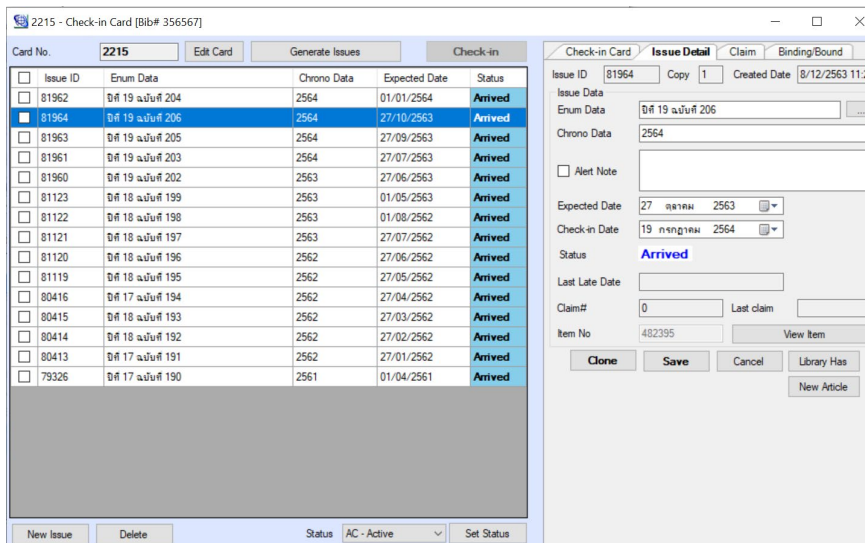 2215 - Check-in Card [Bib# 356567]
Card No. 2215 Edit Card Generate Issues Check-in
Issue ID Enum Data Chrono Data Expected Date Status
81962 ปีที่ 19 ฉบับที่ 204 2564 01/01/2564 Arrived
81964 ปีที่ 19 ฉบับที่ 206 2564 27/10/2563 Arrived
81963 ปีที่ 19 ฉบับที่ 205 2564 27/09/2563 Arrived
81961 ปีที่ 19 ฉบับที่ 203 2564 27/07/2563 Arrived
81960 ปีที่ 19 ฉบับที่ 202 2563 27/06/2563 Arrived
81123 ปีที่ 18 ฉบับที่ 199 2563 01/05/2563 Arrived
81122 ปีที่ 18 ฉบับที่ 198 2563 01/08/2562 Arrived
81121 ปีที่ 18 ฉบับที่ 197 2563 27/07/2562 Arrived
81120 ปีที่ 18 ฉบับที่ 196 2562 27/06/2562 Arrived
81119 ปีที่ 18 ฉบับที่ 195 2562 27/05/2562 Arrived
80416 ปีที่ 17 ฉบับที่ 194 2562 27/04/2562 Arrived
80415 ปีที่ 18 ฉบับที่ 193 2562 27/03/2562 Arrived
80414 ปีที่ 18 ฉบับที่ 192 2562 27/02/2562 Arrived
80413 ปีที่ 17 ฉบับที่ 191 2562 27/01/2562 Arrived
79326 ปีที่ 17 ฉบับที่ 190 2561 01/04/2561 Arrived
New Issue Delete Status AC - Active Set Status
Check-in Card Issue Detail Claim Binding/Bound
Issue ID 81964 Copy 1 Created Date 8/12/2563 11:2
Issue Data
Enum Data ปีที่ 19 ฉบับที่ 206 ...
Chrono Data 2564
Alert Note
Expected Date 27 ตุลาคม 2563
Check-in Date 19 กรกฎาคม 2564
Status Arrived
Last Late Date
Claim# 0 Last claim
Item No 482395 View Item
Clone Save Cancel Library Has
New Article